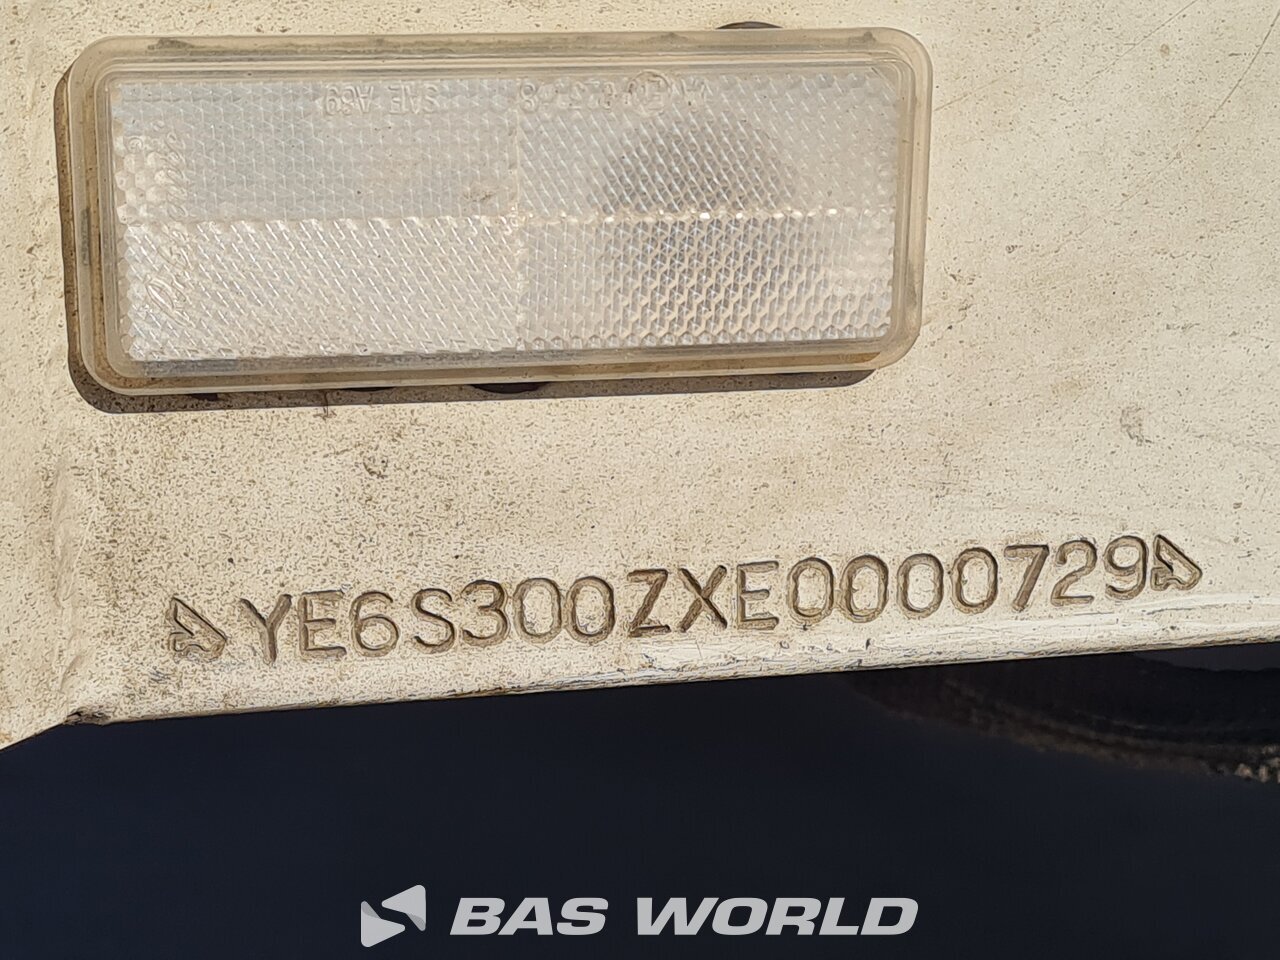 SAE A89
YE6S300ZXE0000729
BAS WORLD